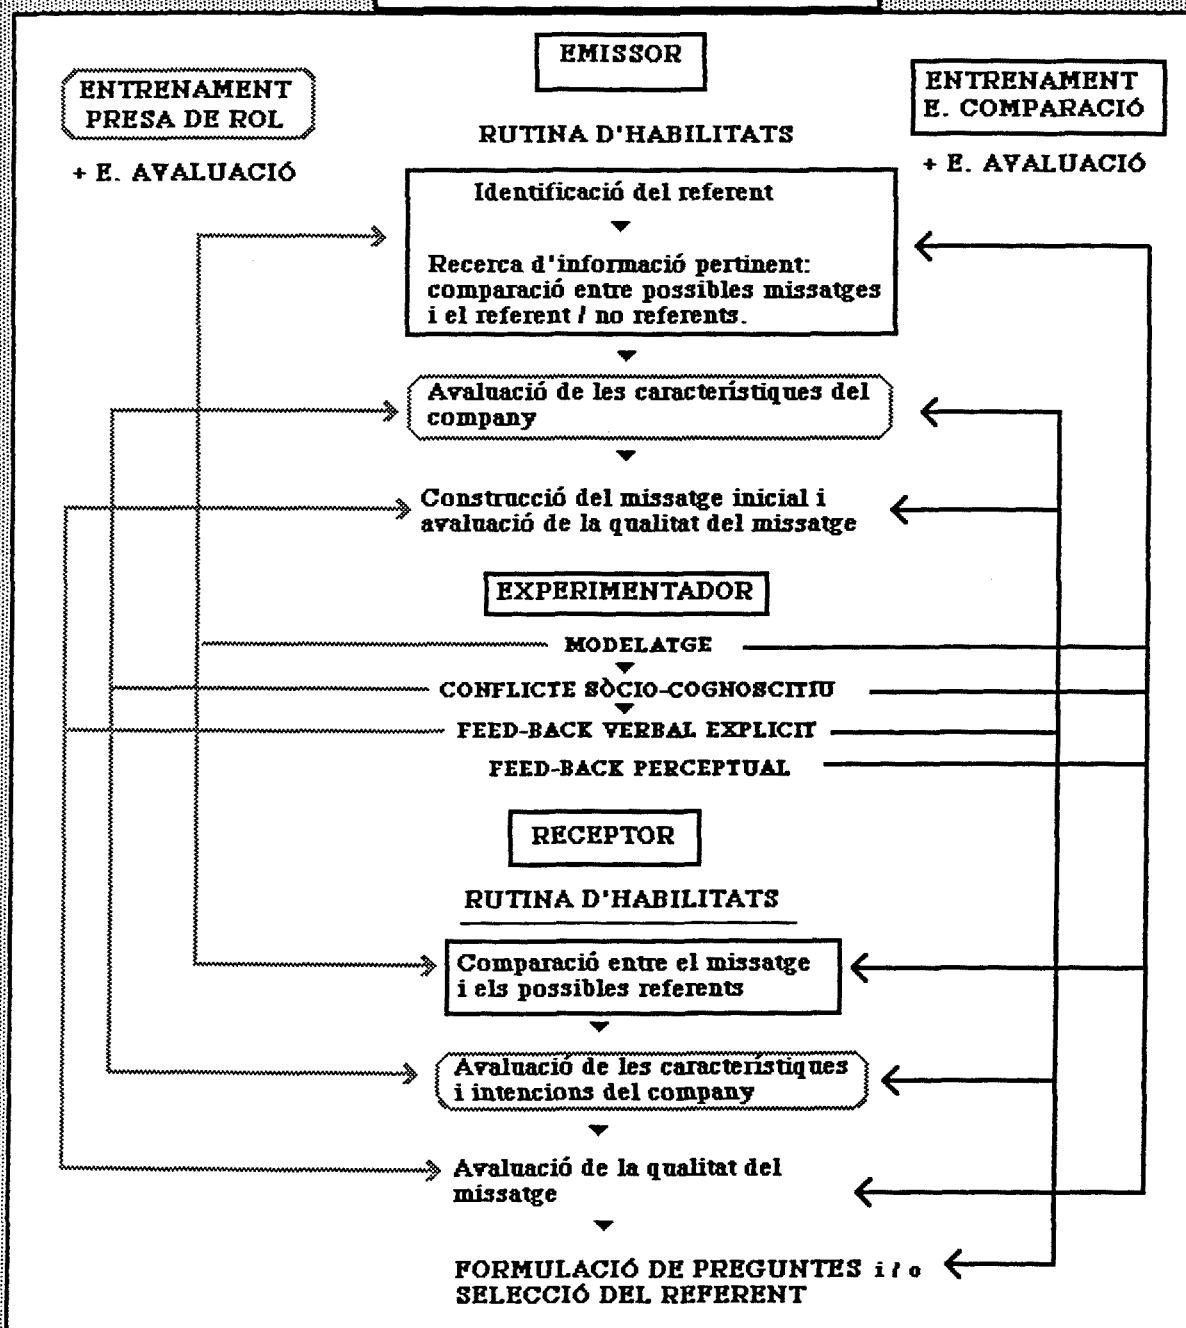 EMISSOR
ENTRENAMENT
PRESA DE ROL
+ E. AVALUACIÓ
ENTRENAMENT
E. COMPARACIÓ
+ E. AVALUACIÓ
RUTINA D'HABILITATS
Identificació del referent
Recerca d'informació pertinent:
comparació entre possibles missatges
i el referent / no referents.
Avaluació de les característiques del
company
Construcció del missatge inicial i
avaluació de la qualitat del missatge
EXPERIMENTADOR
MODELATGE
CONFLICTE SÒCIO-COGNOSCITIU
FEED-BACK VERBAL EXPLICIT
FEED-BACK PERCEPTUAL
RECEPTOR
RUTINA D'HABILITATS
Comparació entre el missatge
i els possibles referents
Avaluació de les característiques
i intencions del company
Avaluació de la qualitat del
missatge
FORMULACIÓ DE PREGUNTES i / o
SELECCIÓ DEL REFERENT